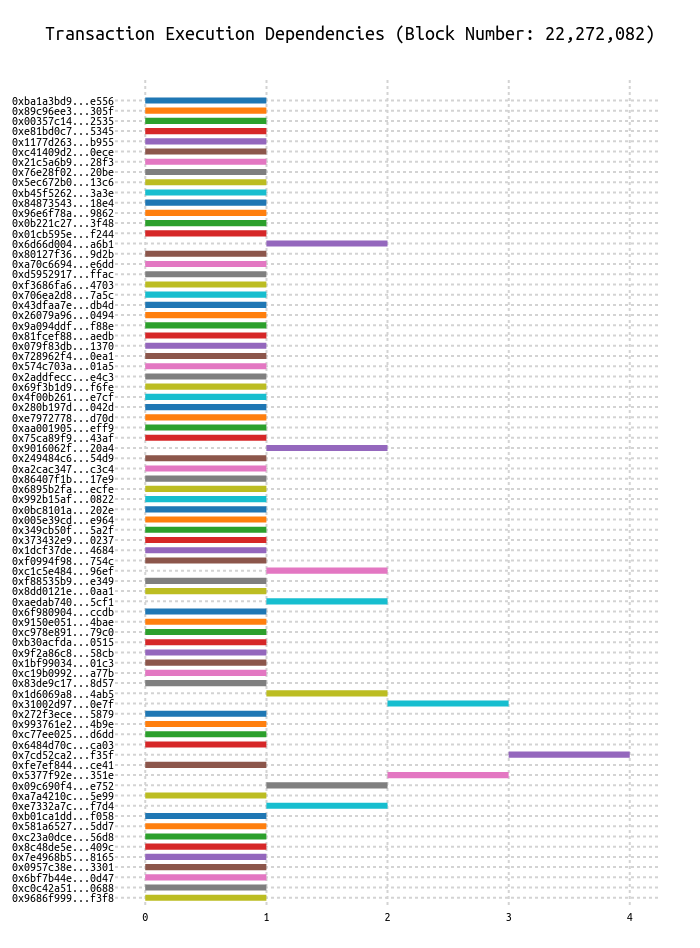 Transaction Execution Dependencies (Block Number: 22,272,082)
0xba1a3bd9...e556
0x89c96ee3...305f
0x00357c14...2535
0xe81bd0c7...5345
0x1177d263...b955
0xc41409d2...0ece
0x21c5a6b9...28f3
0x76e28f02...20be
0x5ec672b0...13c6
0xb45f5262...3a3e
0x84873543...18e4
0x96e6f78a...9862
0x0b221c27...3f48
0x01cb595e...f244
0x6d66d004...a6b1
0x80127f36...9d2b
0xa70c6694...e6dd
0xd5952917...ffac
0xf3686fa6...4703
0x706ea2d8...7a5c
0x43dfaa7e...db4d
0x26079a96...0494
0x9a094ddf...f88e
0x81fcef88...aedb
0x079f83db...1370
0x728962f4...0ea1
0x574c703a...01a5
0x2addfecc...e4c3
0x69f3b1d9...f6fe
0x4f00b261...e7cf
0x280b197d...042d
0xe7972778...d70d
0xaa001905...eff9
0x75ca89f9...43af
0x9016062f...20a4
0x249484c6...54d9
0xa2cac347...c3c4
0x86407f1b...17e9
0x6895b2fa...ecfe
0x992b15af...0822
0x0bc8101a...202e
0x005e39cd...e964
0x349cb50f...5a2f
0x373432e9...0237
0x1dcf37de...4684
0xf0994f98...754c
0xc1c5e484...96ef
0xf88535b9...e349
0x8dd0121e...0aa1
0xaedab740...5cf1
0x6f980904...ccdb
0x9150e051...4bae
0xc978e891...79c0
0xb30acfda...0515
0x9f2a86c8...58cb
0x1bf99034...01c3
0xc19b0992...a77b
0x83de9c17...8d57
0x1d6069a8...4ab5
0x31002d97...0e7f
0x272f3ece...5879
0x993761e2...4b9e
0xc77ee025...d6dd
0x6484d70c...ca03
0x7cd52ca2...f35f
0xfe7ef844...ce41
0x5377f92e...351e
0x09c690f4...e752
0xa7a4210c...5e99
0xe7332a7c...f7d4
0xb01ca1dd...f058
0x581a6527...5dd7
0xc23a0dce...56d8
0x8c48de5e...409c
0x7e4968b5...8165
0x0957c38e...3301
0x6bf7b44e...0d47
0xc0c42a51...0688
0x9686f999...f3f8
0 1 2 3 4